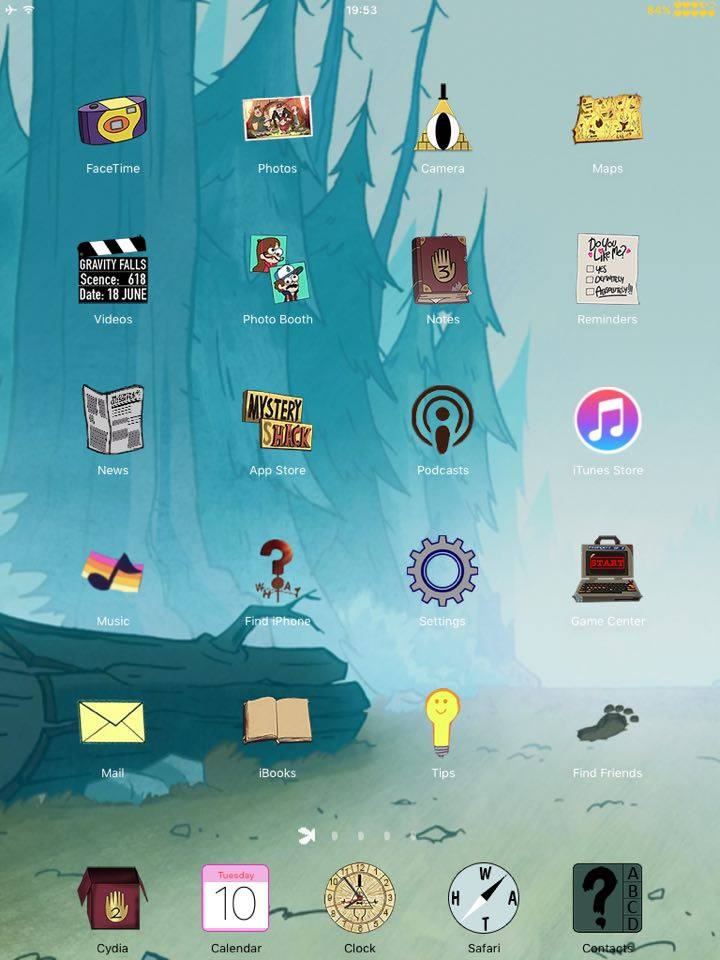 19:53
84%
FaceTime
Photos
Camera
Maps
GRAVITY FALLS
Scence: 618
Date: 18 JUNE
Do you
Like Me?
YES
DEFINITELY
ABSOLUTELY!!!
3
Videos
Photo Booth
Notes
Reminders
MYSTERY
SHACK
News
App Store
Podcasts
iTunes Store
WHAT
START
Music
Find iPhone
Settings
Game Center
Mail
iBooks
Tips
Find Friends
2
Tuesday
10
W
H A
T
A
B
C
D
Cydia
Calendar
Clock
Safari
Contacts